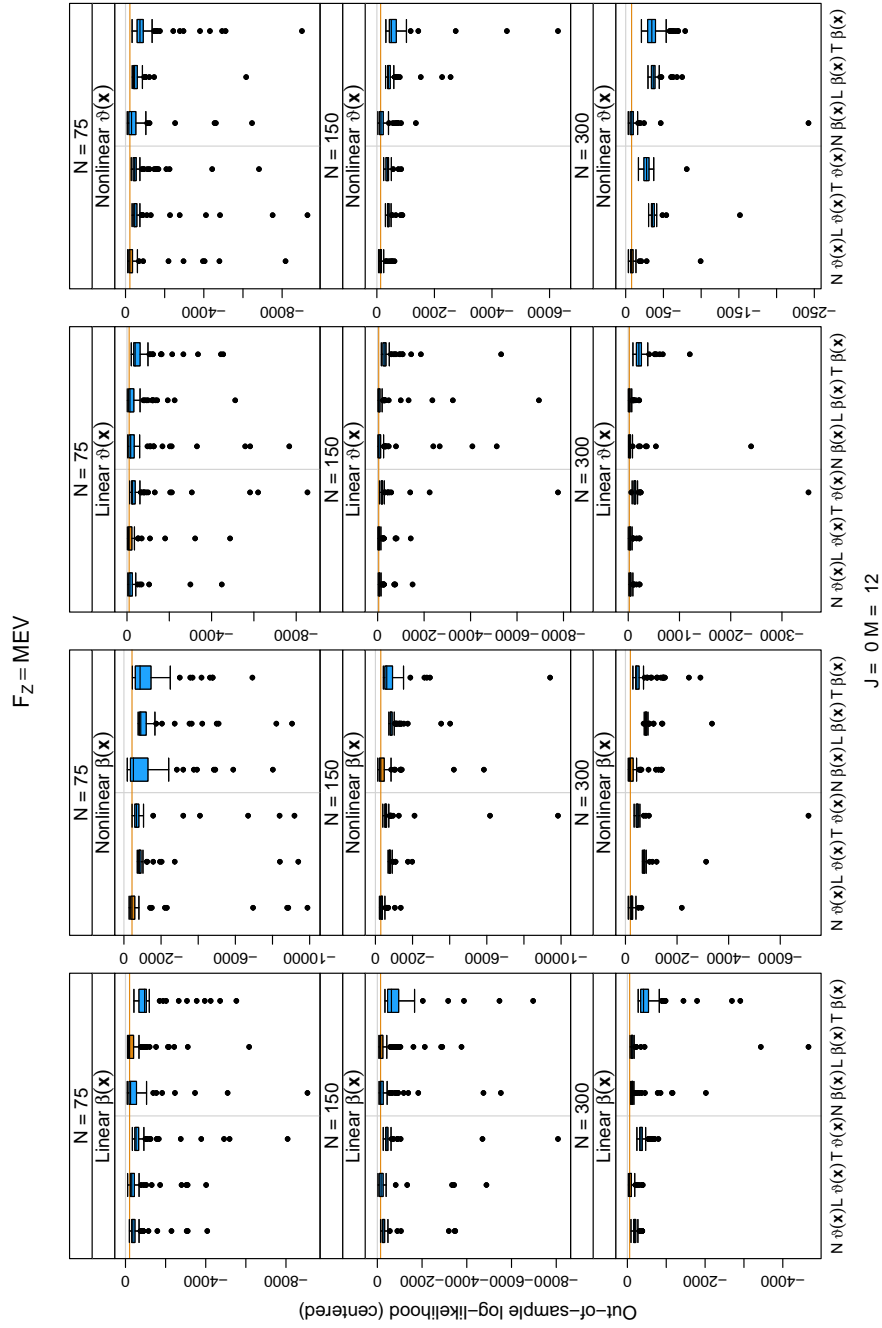 F_Z = MEV
N = 75
Linear β(x)
N = 75
Nonlinear β(x)
N = 75
Linear ϑ(x)
N = 75
Nonlinear ϑ(x)
0 −4000 −8000
0 −2000 −6000 −10000
0 −4000 −8000
0 −4000 −8000
N = 150
Linear β(x)
N = 150
Nonlinear β(x)
N = 150
Linear ϑ(x)
N = 150
Nonlinear ϑ(x)
0 −2000 −4000 −6000 −8000
0 −2000 −6000 −10000
0 −2000 −4000 −6000 −8000
0 −2000 −4000 −6000
N = 300
Linear β(x)
N = 300
Nonlinear β(x)
N = 300
Linear ϑ(x)
N = 300
Nonlinear ϑ(x)
0 −2000 −4000
0 −2000 −4000 −6000
0 −1000 −2000 −3000
0 −500 −1500 −2500
Out−of−sample log−likelihood (centered)
N ϑ(x) L ϑ(x) T ϑ(x) N β(x) L β(x) T β(x)
N ϑ(x) L ϑ(x) T ϑ(x) N β(x) L β(x) T β(x)
N ϑ(x) L ϑ(x) T ϑ(x) N β(x) L β(x) T β(x)
N ϑ(x) L ϑ(x) T ϑ(x) N β(x) L β(x) T β(x)
J = 0 M = 12